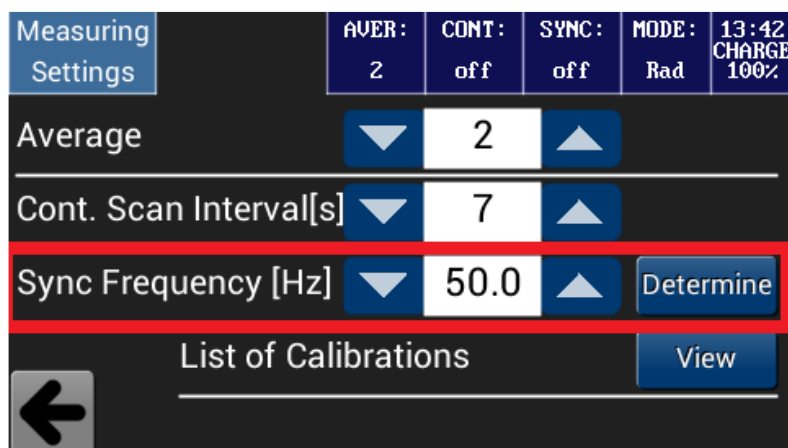 Measuring
Settings
AVER:
2
CONT:
off
SYNC:
off
MODE:
Rad
13:42
CHARGE
100%
Average
2
Cont. Scan Interval[s]
7
Sync Frequency [Hz]
50.0
Determine
List of Calibrations
View